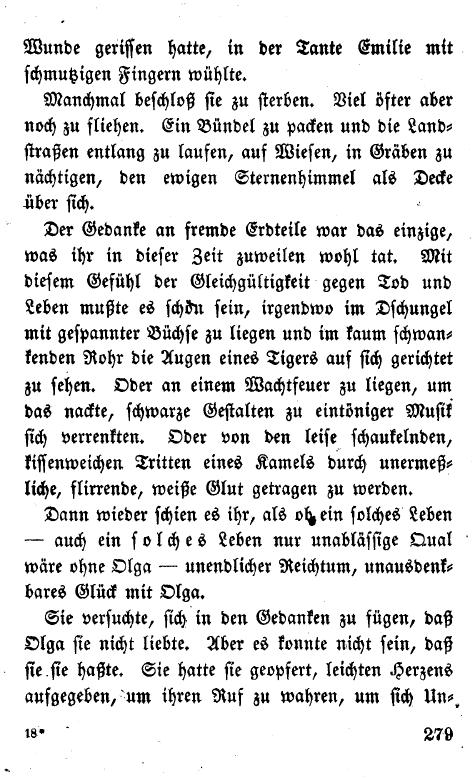 Wunde gerissen hatte, in der Tante Emilie mit
schmutzigen Fingern wühlte.
Manchmal beschloß sie zu sterben. Viel öfter aber
noch zu fliehen. Ein Bündel zu packen und die Land-
straßen entlang zu laufen, auf Wiesen, in Gräben zu
nächtigen, den ewigen Sternenhimmel als Decke
über sich.
Der Gedanke an fremde Erdteile war das einzige,
was ihr in dieser Zeit zuweilen wohl tat. Mit
diesem Gefühl der Gleichgültigkeit gegen Tod und
Leben mußte es schön sein, irgendwo im Dschungel
mit gespannter Büchse zu liegen und im kaum schwan-
kenden Rohr die Augen eines Tigers auf sich gerichtet
zu sehen. Oder an einem Wachtfeuer zu liegen, um
das nackte, schwarze Gestalten zu eintöniger Musik
sich verrenkten. Oder von den leise schaukelnden,
kissenweichen Tritten eines Kamels durch unermeß-
liche, flirrende, weiße Glut getragen zu werden.
Dann wieder schien es ihr, als ob ein solches Leben
— auch ein solches Leben nur unablässige Qual
wäre ohne Olga — unendlicher Reichtum, unausdenk-
bares Glück mit Olga.
Sie versuchte, sich in den Gedanken zu fügen, daß
Olga sie nicht liebte. Aber es konnte nicht sein, daß
sie sie haßte. Sie hatte sie geopfert, leichten Herzens
aufgegeben, um ihren Ruf zu wahren, um sich Un-
18* 279